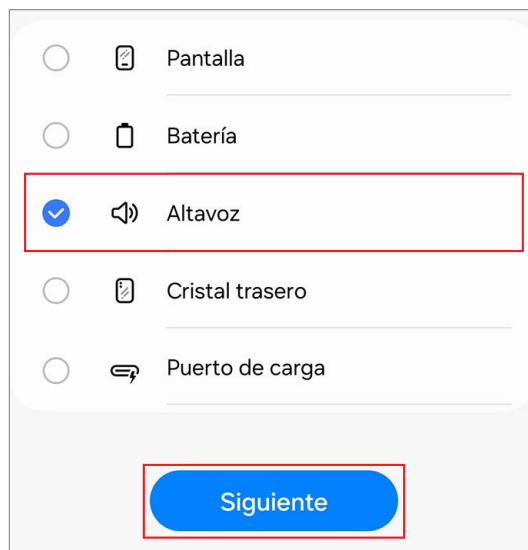 Pantalla
Batería
Altavoz
Cristal trasero
Puerto de carga
Siguiente